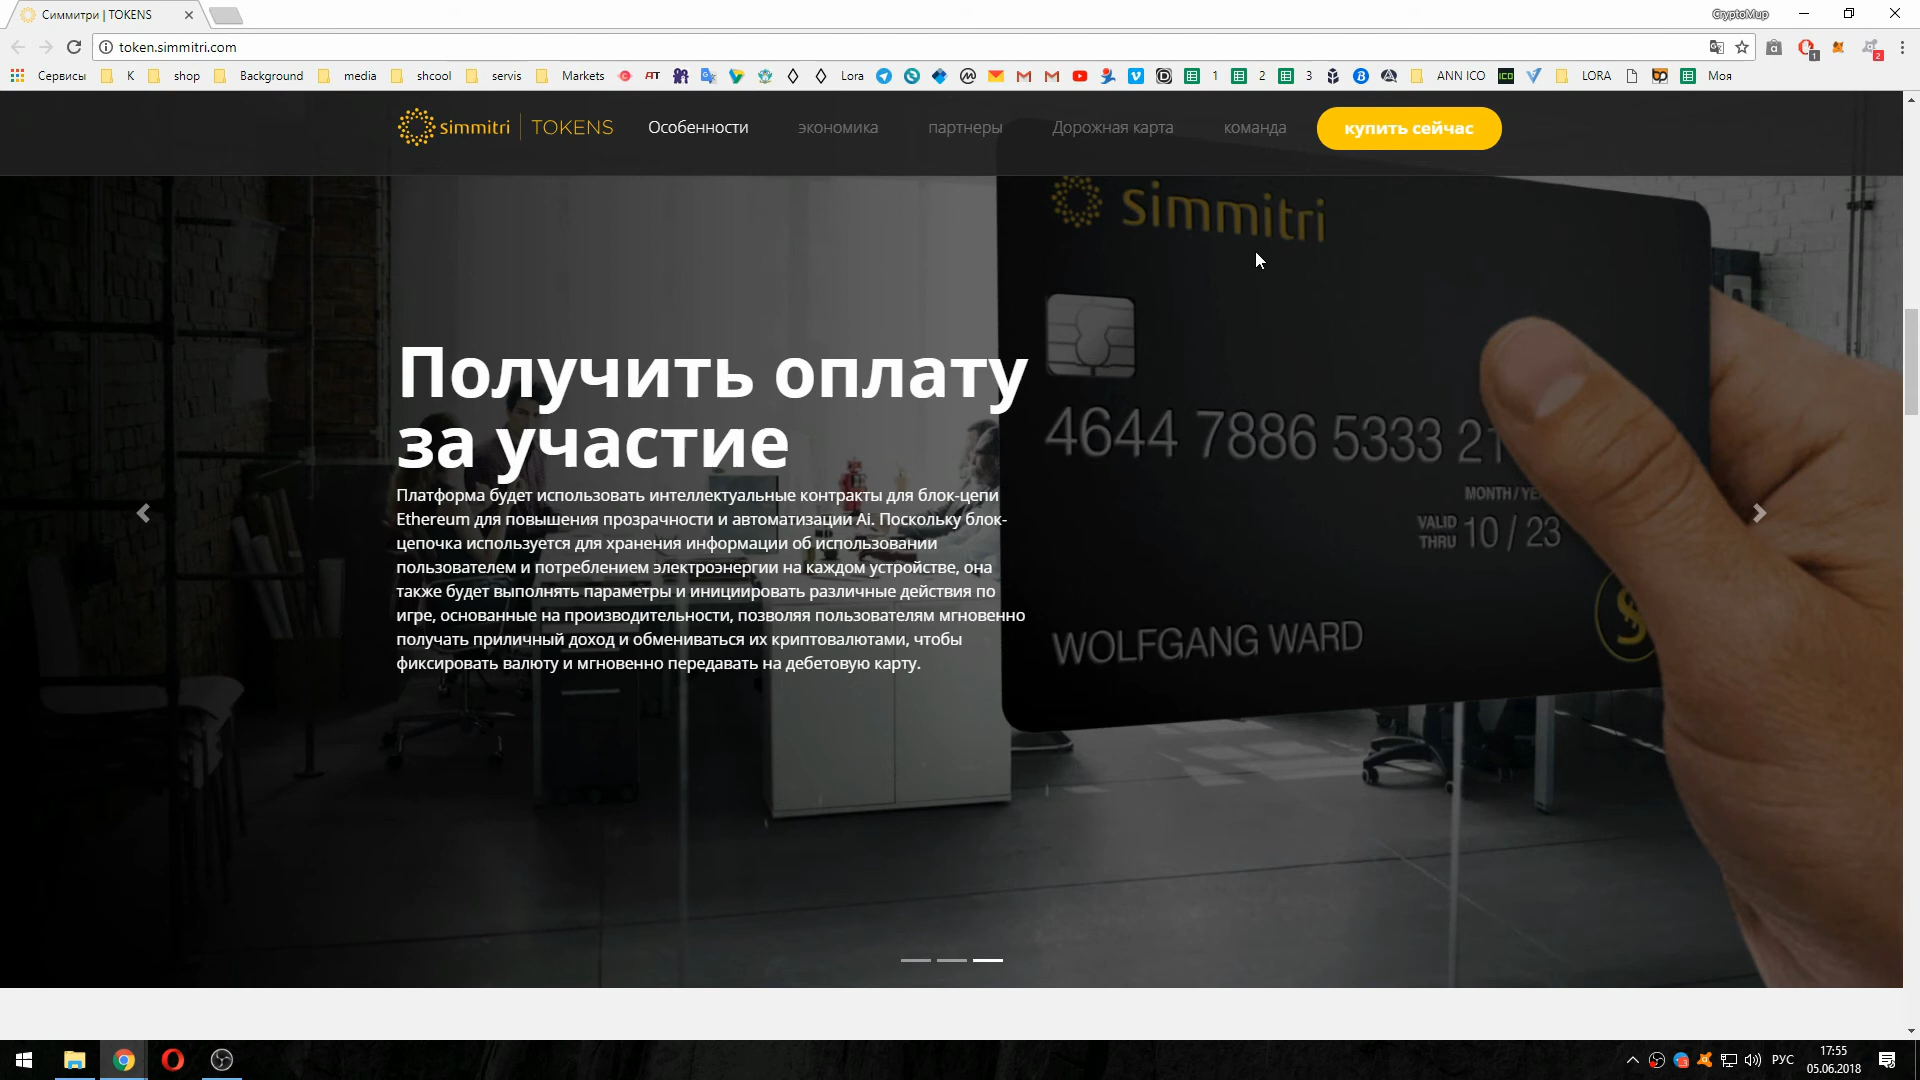 Симмитри | TOKENS
CryptoMup
token.simmitri.com
Сервисы K shop Background media shcool servis Markets Lora 1 2 3 ANN ICO LORA Моя
simmitri | TOKENS Особенности экономика партнеры Дорожная карта команда купить сейчас
simmitri
Получить оплату
за участие
4644 7886 5333
MONTH/YE
VALID THRU 10 / 23
WOLFGANG WARD
Платформа будет использовать интеллектуальные контракты для блок-цепи
Ethereum для повышения прозрачности и автоматизации Ai. Поскольку блок-
цепочка используется для хранения информации об использовании
пользователем и потреблением электроэнергии на каждом устройстве, она
также будет выполнять параметры и инициировать различные действия по
игре, основанные на производительности, позволяя пользователям мгновенно
получать приличный доход и обмениваться их криптовалютами, чтобы
фиксировать валюту и мгновенно передавать на дебетовую карту.
РУС
17:55
05.06.2018